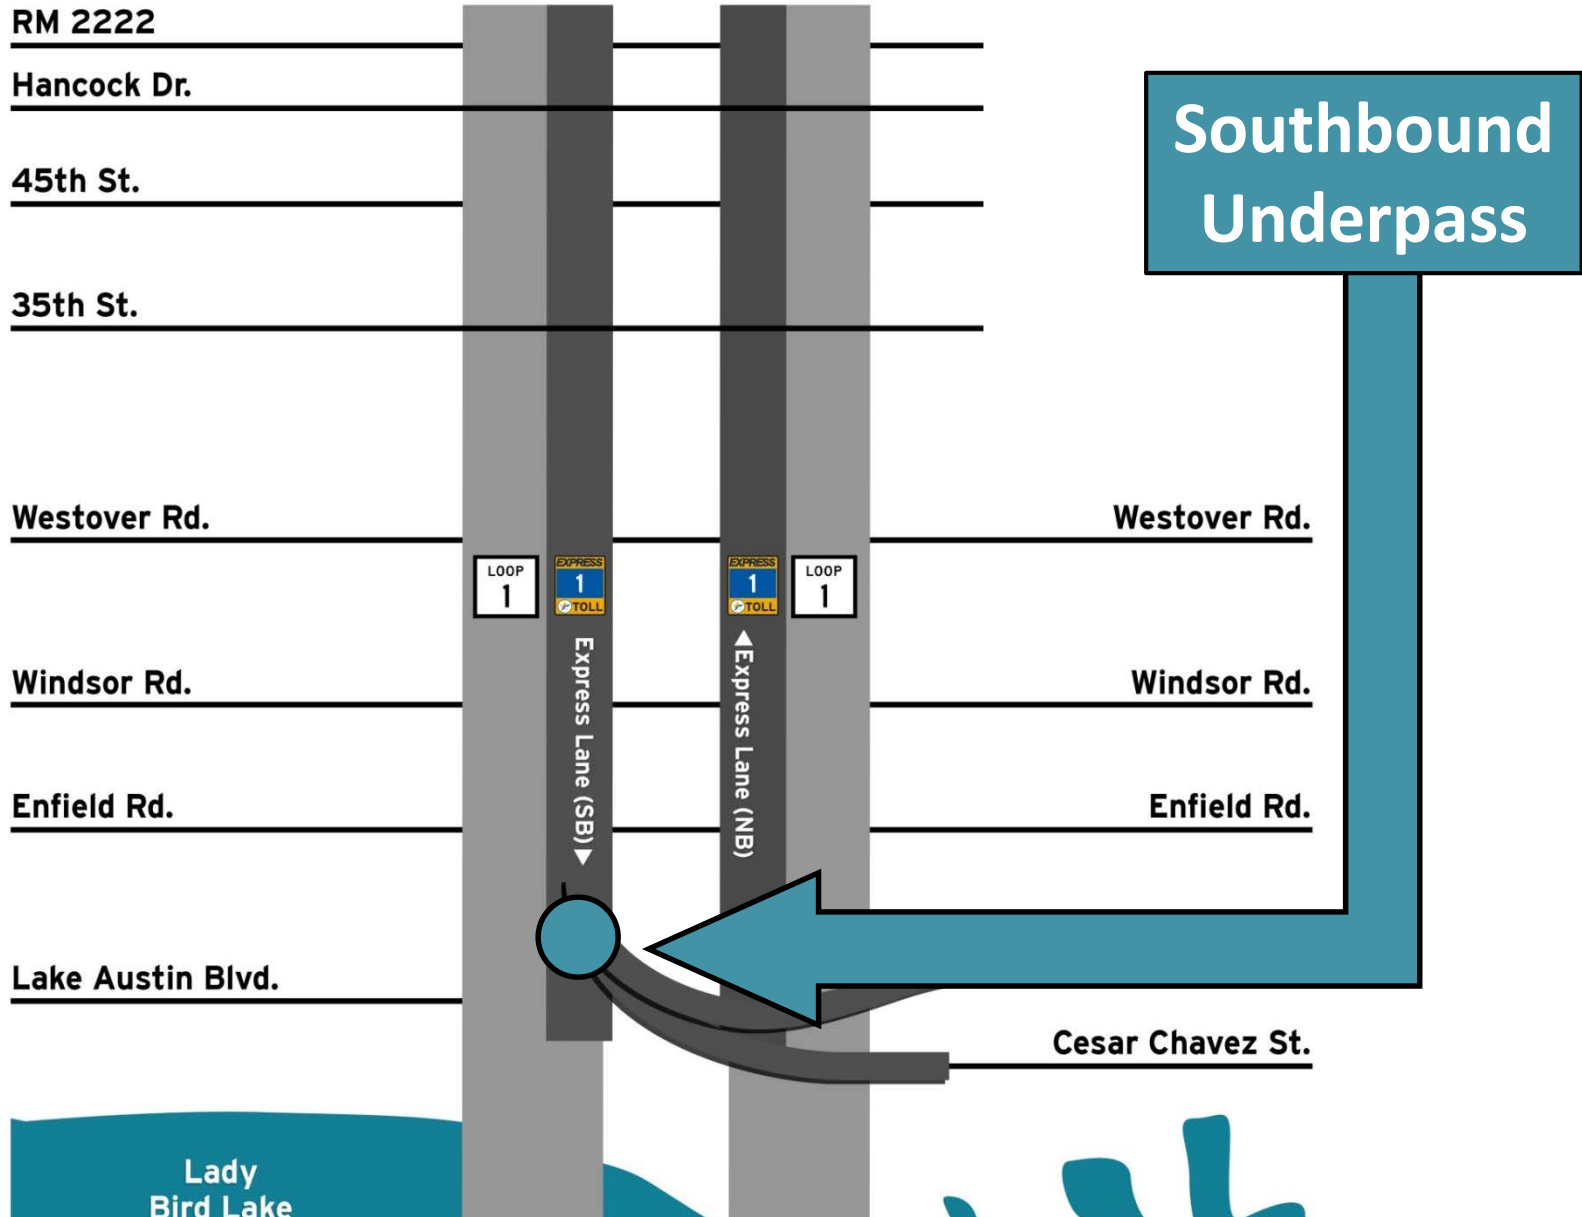 RM 2222
Hancock Dr.
Southbound
Underpass
45th St.
35th St.
Westover Rd.
Westover Rd.
LOOP
1
EXPRESS
1
TOLL
EXPRESS
1
TOLL
LOOP
1
Express Lane (SB)
Express Lane (NB)
Windsor Rd.
Windsor Rd.
Enfield Rd.
Enfield Rd.
Lake Austin Blvd.
Cesar Chavez St.
Lady
Bird Lake